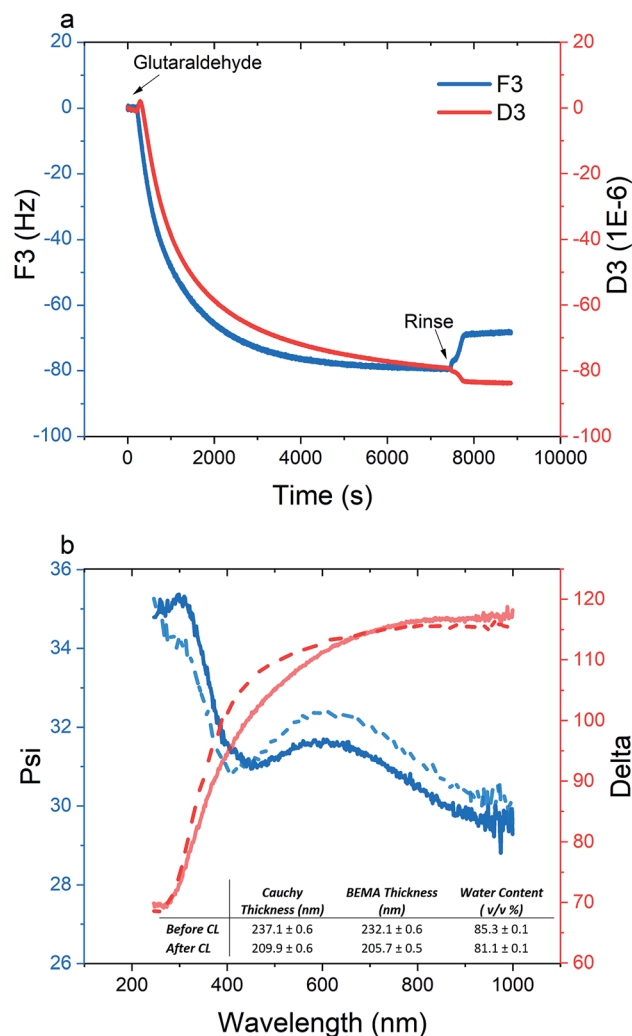 a
20
0
-20
-40
-60
-80
-100
F3 (Hz)
Glutaraldehyde
F3
D3
Rinse
20
0
-20
-40
-60
-80
-100
D3 (1E-6)
0 2000 4000 6000 8000 10000
Time (s)
b
36
34
32
30
28
26
Psi
120
110
100
90
80
70
60
Delta
Cauchy Thickness (nm) BEMA Thickness (nm) Water Content ( v/v %)
Before CL 237.1 ± 0.6 232.1 ± 0.6 85.3 ± 0.1
After CL 209.9 ± 0.6 205.7 ± 0.5 81.1 ± 0.1
200 400 600 800 1000
Wavelength (nm)